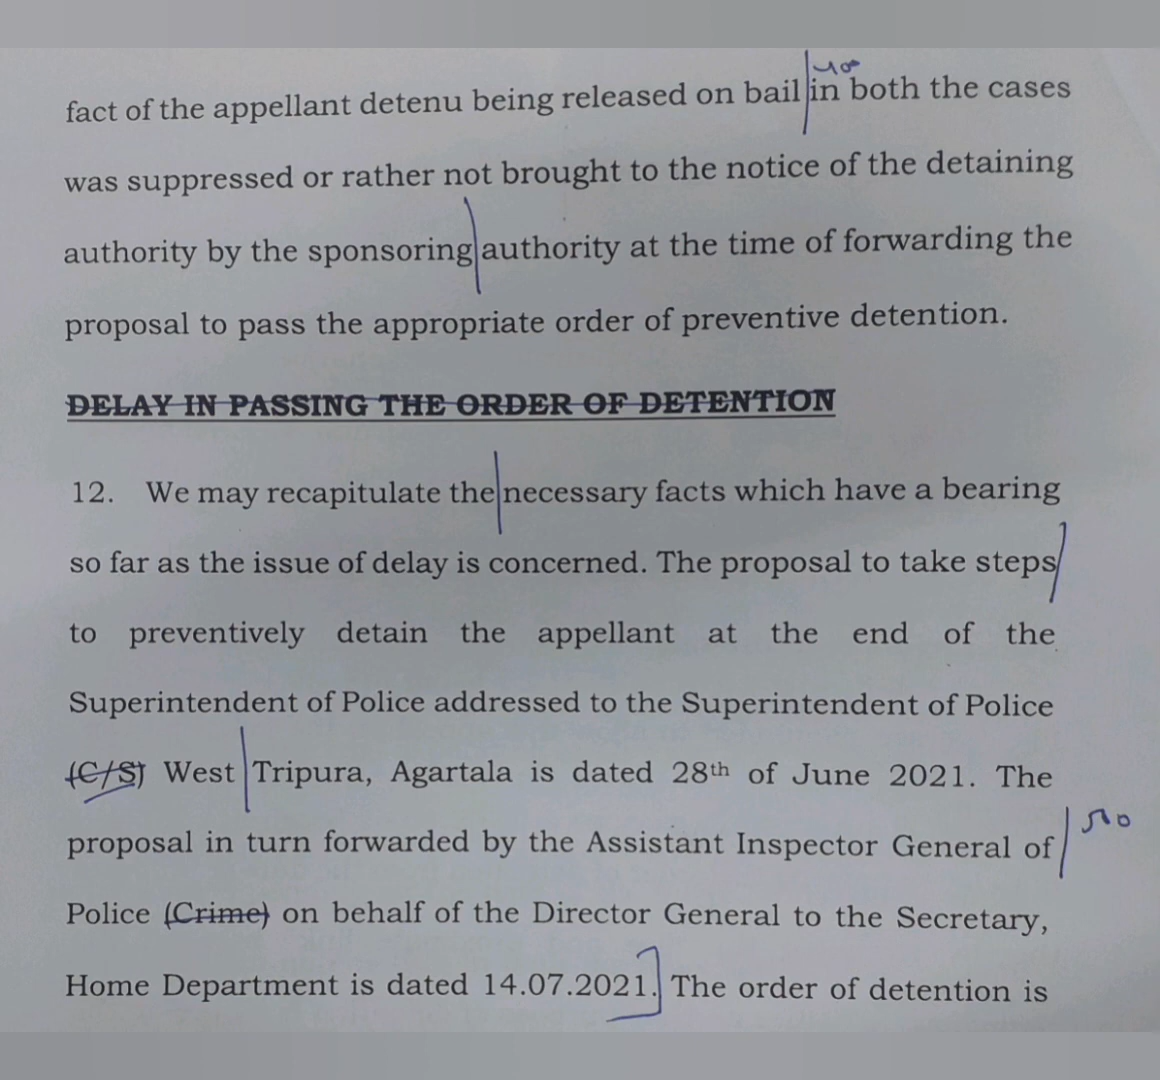 fact of the appellant detenu being released on bail in both the cases
was suppressed or rather not brought to the notice of the detaining
authority by the sponsoring authority at the time of forwarding the
proposal to pass the appropriate order of preventive detention.
DELAY IN PASSING THE ORDER OF DETENTION
12. We may recapitulate the necessary facts which have a bearing
so far as the issue of delay is concerned. The proposal to take steps
to preventively detain the appellant at the end of the
Superintendent of Police addressed to the Superintendent of Police
(C/S) West Tripura, Agartala is dated 28th of June 2021. The
proposal in turn forwarded by the Assistant Inspector General of
Police (Crime) on behalf of the Director General to the Secretary,
Home Department is dated 14.07.2021. The order of detention is